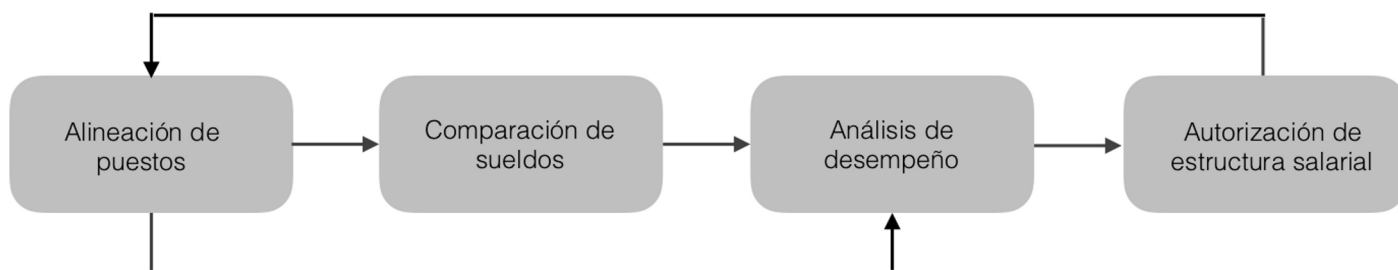 Alineación de
puestos
Comparación de
sueldos
Análisis de
desempeño
Autorización de
estructura salarial